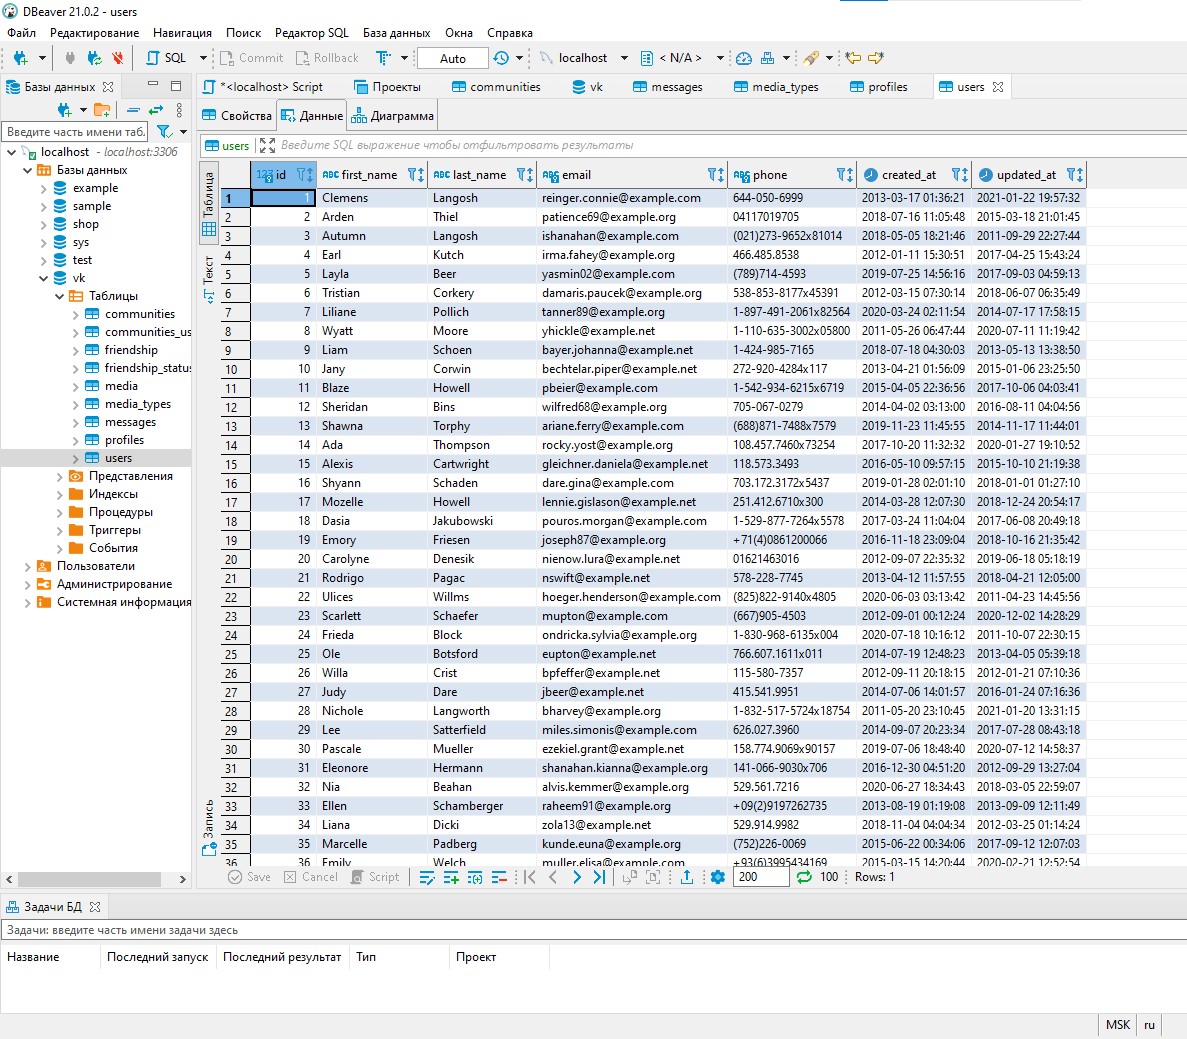 DBeaver 21.0.2 - users
Файл Редактирование Навигация Поиск Редактор SQL База данных Окна Справка
SQL Commit Rollback Auto localhost < N/A >
Базы данных *<localhost> Script Проекты communities vk messages media_types profiles users
Свойства Данные Диаграмма
Введите часть имени таб. users Введите SQL выражение чтобы отфильтровать результаты
localhost - localhost:3306
Базы данных
example
sample
shop
sys
test
vk
Таблицы
communities
communities_us
friendship
friendship_statu
media
media_types
messages
profiles
users
Представления
Индексы
Процедуры
Триггеры
События
Пользователи
Администрирование
Системная информация
Таблица
Текст
Запись
123 id ABC first_name ABC last_name ABC email ABC phone created_at updated_at
1 1 Clemens Langosh reinger.connie@example.com 644-050-6999 2013-03-17 01:36:21 2021-01-22 19:57:32
2 2 Arden Thiel patience69@example.org 04117019705 2018-07-16 11:05:48 2015-03-18 21:01:45
3 3 Autumn Langosh ishanahan@example.com (021)273-9652x81014 2018-05-05 18:21:46 2011-09-29 22:27:44
4 4 Earl Kutch irma.fahey@example.com 466.485.8538 2012-01-11 15:30:51 2017-04-25 15:43:24
5 5 Layla Beer yasmin02@example.com (789)714-4593 2019-07-25 14:56:16 2017-09-03 04:59:13
6 6 Tristian Corkery damaris.paucek@example.org 538-853-8177x45391 2012-03-15 07:30:14 2018-06-07 06:35:49
7 7 Liliane Pollich tanner89@example.org 1-897-491-2061x82564 2020-03-24 02:11:54 2014-07-17 17:58:15
8 8 Wyatt Moore yhickle@example.net 1-110-635-3002x05800 2011-05-26 06:47:44 2020-07-11 11:19:42
9 9 Liam Schoen bayer.johanna@example.net 1-424-985-7165 2018-07-18 04:30:03 2013-05-13 13:38:50
10 10 Jany Corwin bechtelar.piper@example.net 272-920-4284x117 2013-04-21 01:56:09 2015-01-06 23:25:50
11 11 Blaze Howell pbeier@example.com 1-542-934-6215x6719 2015-04-05 22:36:56 2017-10-06 04:03:41
12 12 Sheridan Bins wilfred68@example.org 705-067-0279 2014-04-02 03:13:00 2016-08-11 04:04:56
13 13 Shawna Torphy ariane.ferry@example.com (688)871-7488x7579 2019-11-23 11:45:55 2014-11-17 11:44:01
14 14 Ada Thompson rocky.yost@example.org 108.457.7460x73254 2017-10-20 11:32:32 2020-01-27 19:10:52
15 15 Alexis Cartwright gleichner.daniela@example.net 118.573.3493 2016-05-10 09:57:15 2015-10-10 21:19:38
16 16 Shyann Schaden dare.gina@example.com 703.172.3172x5437 2019-01-28 02:01:10 2018-01-01 01:27:10
17 17 Mozelle Howell lennie.gislason@example.net 251.412.6710x300 2014-03-28 12:07:30 2018-12-24 20:54:17
18 18 Dasia Jakubowski pouros.morgan@example.com 1-529-877-7264x5578 2017-03-24 11:04:04 2017-06-08 20:49:18
19 19 Emory Friesen joseph87@example.org +71(4)0861200066 2016-11-18 23:09:04 2018-10-16 21:35:42
20 20 Carolyne Denesik nienow.lura@example.net 01621463016 2012-09-07 22:35:32 2019-06-18 05:18:19
21 21 Rodrigo Pagac nswift@example.net 578-228-7745 2013-04-12 11:57:55 2018-04-21 12:05:00
22 22 Ulices Willms hoeger.henderson@example.com (825)822-9140x4805 2020-06-03 03:13:42 2011-04-23 14:45:56
23 23 Scarlett Schaefer mupton@example.com (667)905-4503 2012-09-01 00:12:24 2020-12-02 14:28:29
24 24 Frieda Block ondricka.sylvia@example.org 1-830-968-6135x004 2020-07-18 10:16:12 2011-10-07 22:30:15
25 25 Ole Botsford eupton@example.net 766.607.1611x011 2014-07-19 12:48:23 2013-04-05 05:39:18
26 26 Willa Crist bpfeffer@example.net 115-580-7357 2012-09-11 20:18:15 2012-01-21 07:10:36
27 27 Judy Dare jbeer@example.net 415.541.9951 2014-07-06 14:01:57 2016-01-24 07:16:36
28 28 Nichole Langworth bharvey@example.org 1-832-517-5724x18754 2011-05-20 23:10:45 2021-01-20 13:31:15
29 29 Lee Satterfield miles.simonis@example.com 626.027.3960 2014-09-07 20:23:34 2017-07-28 08:43:18
30 30 Pascale Mueller ezekiel.grant@example.net 158.774.9069x90157 2019-07-06 18:48:40 2020-07-12 14:58:37
31 31 Eleonore Hermann shanahan.kianna@example.org 141-066-9030x706 2016-12-30 04:51:20 2012-09-29 13:27:04
32 32 Nia Beahan alvis.kemmer@example.org 529.561.7216 2020-06-27 18:34:43 2018-03-05 22:59:07
33 33 Ellen Schamberger raheem91@example.org +09(2)9197262735 2013-08-19 01:19:08 2013-09-09 12:11:49
34 34 Liana Dicki zola13@example.net 529.914.9982 2018-11-04 04:04:34 2012-03-25 01:14:24
35 35 Marcelle Padberg kunde.euna@example.org (752)226-0069 2015-06-22 00:34:06 2017-09-12 12:07:03
36 36 Emily Welch muller.elisa@example.com +93(6)3995434169 2015-03-15 14:20:44 2020-02-21 12:52:54
Save Cancel Script 200 100 Rows: 1
Задачи БД
Задачи: введите часть имени задачи здесь
Название Последний запуск Последний результат Тип Проект
MSK ru